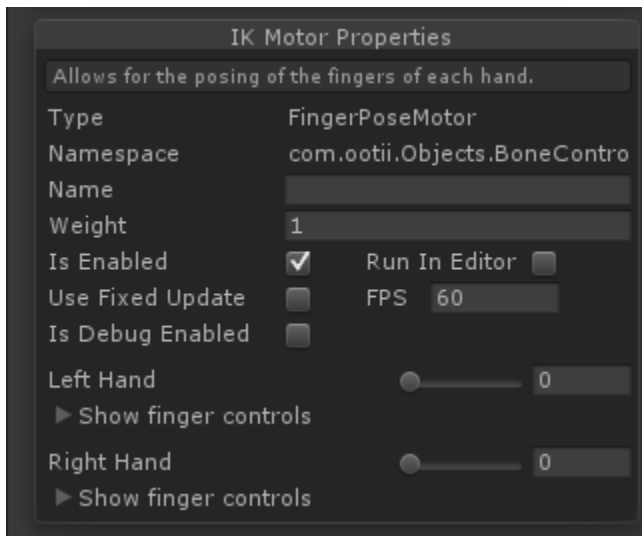 IK Motor Properties
Allows for the posing of the fingers of each hand.
Type FingerPoseMotor
Namespace com.ootii.Objects.BoneContro
Name
Weight 1
Is Enabled Run In Editor
Use Fixed Update FPS 60
Is Debug Enabled
Left Hand 0
Show finger controls
Right Hand 0
Show finger controls